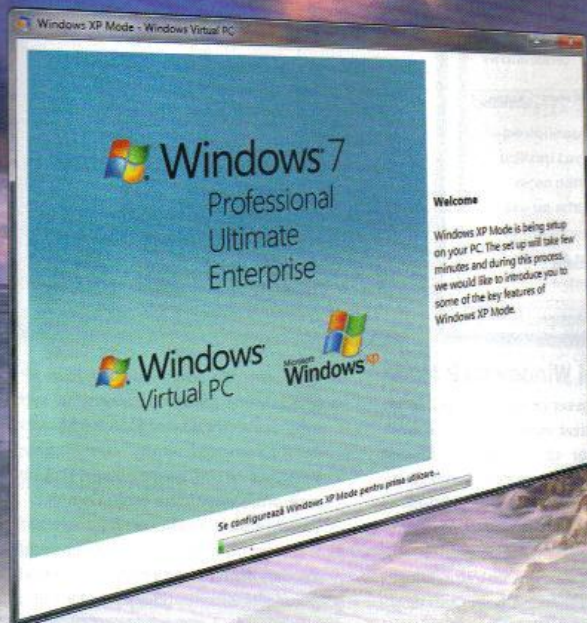 Windows XP Mode - Windows Virtual PC
Windows 7
Professional
Ultimate
Enterprise
Windows
Virtual PC
Microsoft
Windows xp
Welcome
Windows XP Mode is being setup
on your PC. The set up will take few
minutes and during this process,
we would like to introduce you to
some of the key features of
Windows XP Mode.
Se configurează Windows XP Mode pentru prima utilizare...